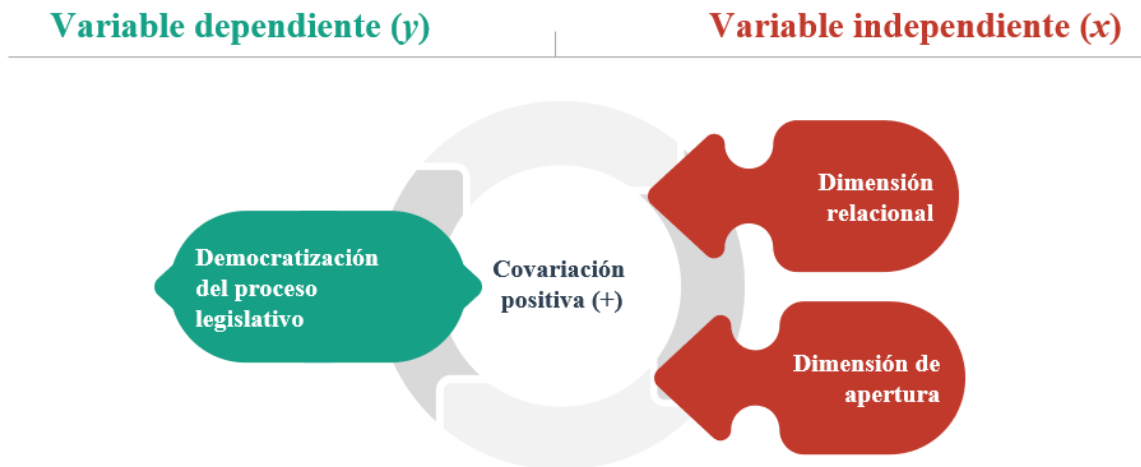 Variable dependiente (y)
Variable independiente (x)
Dimensión
relacional
Democratización
del proceso
legislativo
Covariación
positiva (+)
Dimensión de
apertura